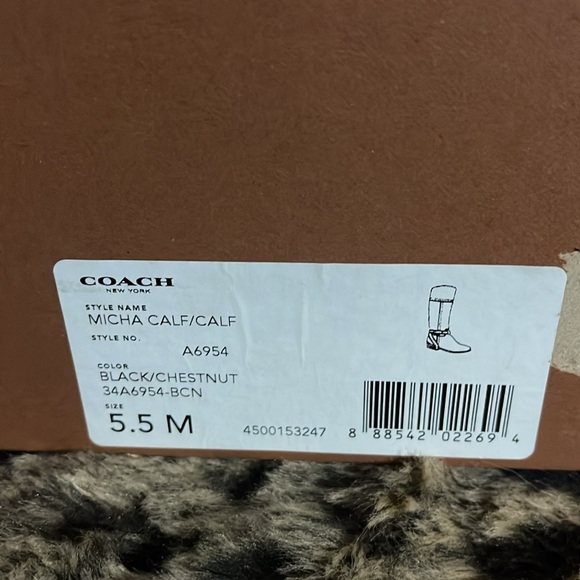 COACH
NEW YORK
STYLE NAME
MICHA CALF/CALF
STYLE NO.
A6954
COLOR
BLACK/CHESTNUT
34A6954-BCN
SIZE
5.5 M
4500153247
8 88542 02269 4